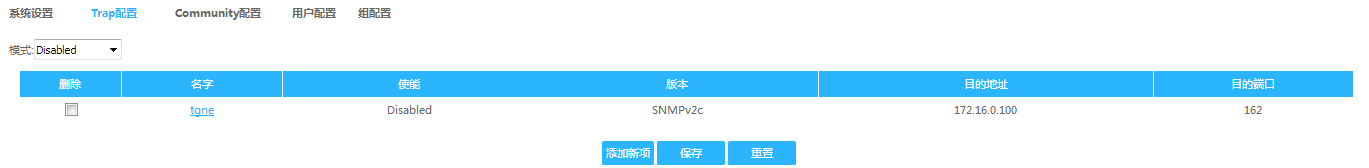 系统设置 Trap配置 Community配置 用户配置 组配置
模式: Disabled
删除 名字 使能 版本 目的地址 目的端口
tgne Disabled SNMPv2c 172.16.0.100 162
添加新项 保存 重置